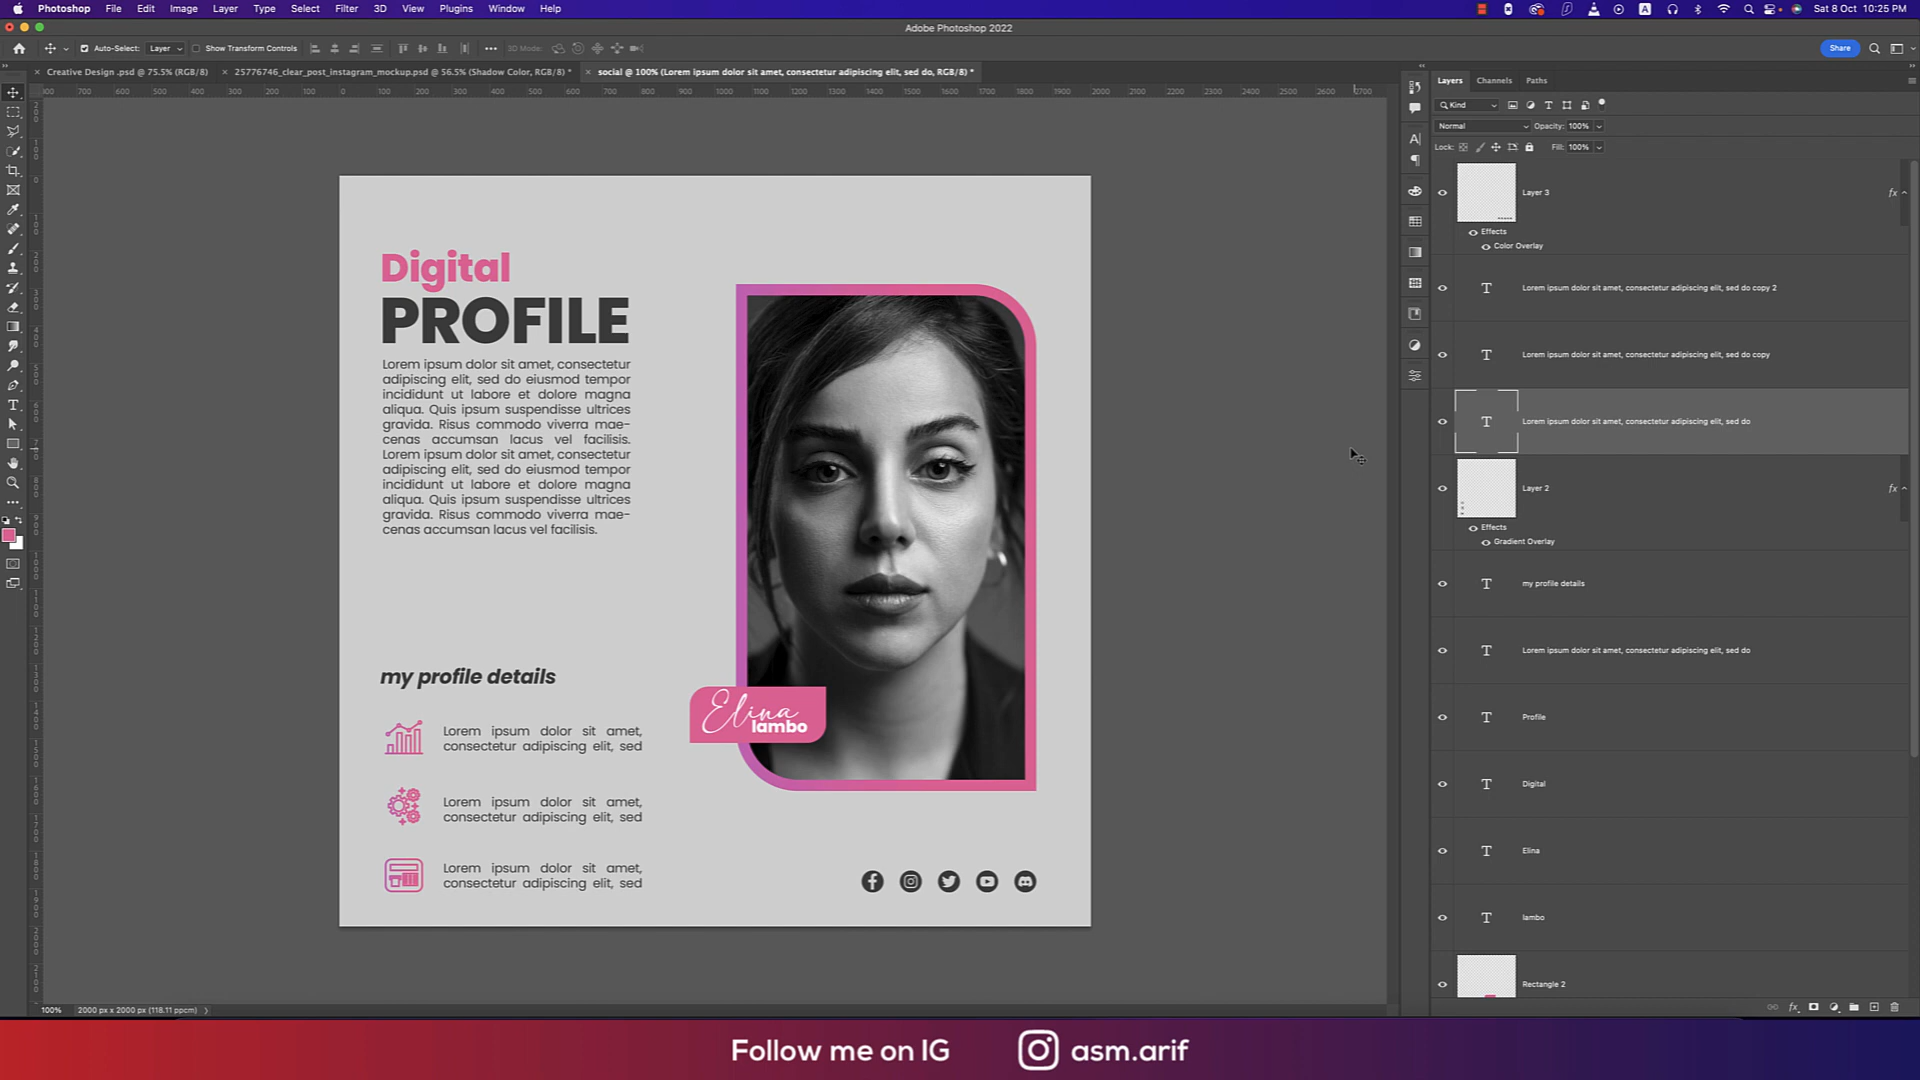 Photoshop File Edit Image Layer Type Select Filter 3D View Plugins Window Help
A Sat 8 Oct 10:25 PM
Adobe Photoshop 2022
Auto-Select: Layer Show Transform Controls 3D Mode: Share
Creative Design .psd @ 75.5% (RGB/8)
25776746_clear_post_instagram_mockup.psd @ 56.5% (Shadow Color, RGB/8) *
social @ 100% (Lorem ipsum dolor sit amet, consectetur adipiscing elit, sed do, RGB/8) *
Digital
PROFILE
Lorem ipsum dolor sit amet, consectetur
adipiscing elit, sed do eiusmod tempor
incididunt ut labore et dolore magna
aliqua. Quis ipsum suspendisse ultrices
gravida. Risus commodo viverra mae-
cenas accumsan lacus vel facilisis.
Lorem ipsum dolor sit amet, consectetur
adipiscing elit, sed do eiusmod tempor
incididunt ut labore et dolore magna
aliqua. Quis ipsum suspendisse ultrices
gravida. Risus commodo viverra mae-
cenas accumsan lacus vel facilisis.
my profile details
Lorem ipsum dolor sit amet,
consectetur adipiscing elit, sed
Lorem ipsum dolor sit amet,
consectetur adipiscing elit, sed
Lorem ipsum dolor sit amet,
consectetur adipiscing elit, sed
Elina
lambo
Layers Channels Paths
Kind
Normal Opacity: 100%
Lock: Fill: 100%
Layer 3 fx
Effects
Color Overlay
Lorem ipsum dolor sit amet, consectetur adipiscing elit, sed do copy 2
Lorem ipsum dolor sit amet, consectetur adipiscing elit, sed do copy
Lorem ipsum dolor sit amet, consectetur adipiscing elit, sed do
Layer 2 fx
Effects
Gradient Overlay
my profile details
Lorem ipsum dolor sit amet, consectetur adipiscing elit, sed do
Profile
Digital
Elina
lambo
Rectangle 2
100% 2000 px x 2000 px (118.11 ppcm)
Follow me on IG asm.arif